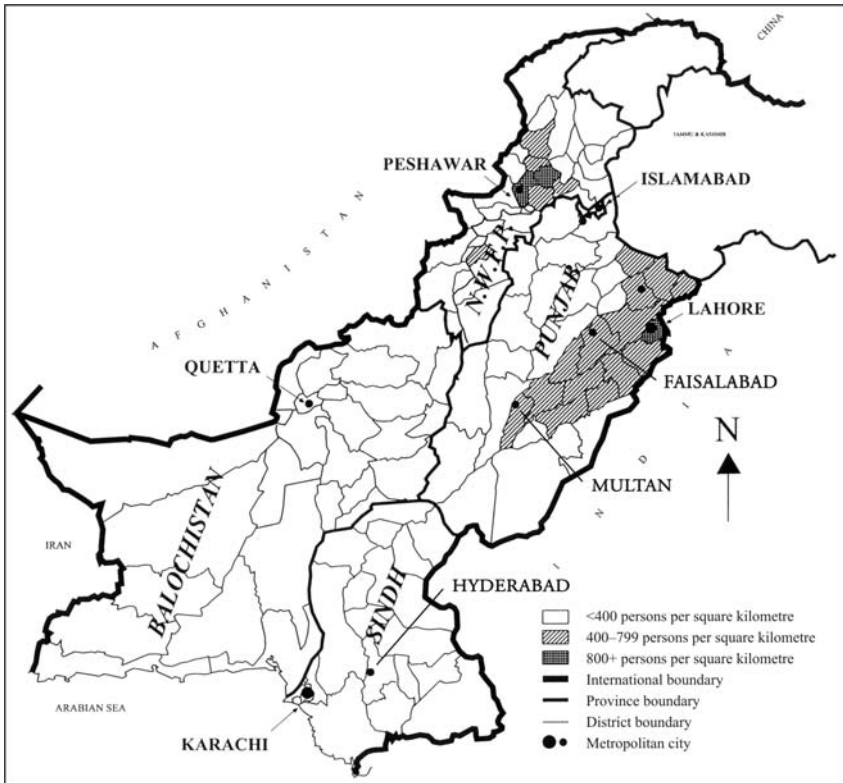 CHINA
JAMMU & KASHMIR
PESHAWAR
ISLAMABAD
AFGHANISTAN
N.W.F.P.
PUNJAB
LAHORE
QUETTA
FAISALABAD
INDIA
N
MULTAN
IRAN
BALOCHISTAN
HYDERABAD
SINDH
<400 persons per square kilometre
400–799 persons per square kilometre
800+ persons per square kilometre
International boundary
Province boundary
District boundary
Metropolitan city
ARABIAN SEA
KARACHI